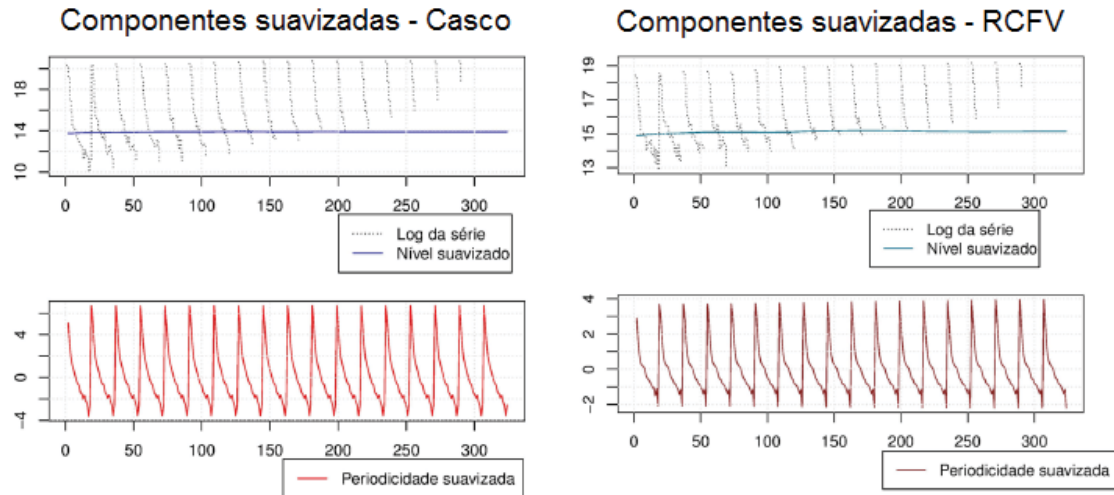 Componentes suavizadas - Casco
Componentes suavizadas - RCFV
18
14
10
0 50 100 150 200 250 300
Log da série
Nível suavizado
19
17
15
13
0 50 100 150 200 250 300
Log da série
Nível suavizado
4
0
−4
0 50 100 150 200 250 300
Periodicidade suavizada
4
2
0
−2
0 50 100 150 200 250 300
Periodicidade suavizada